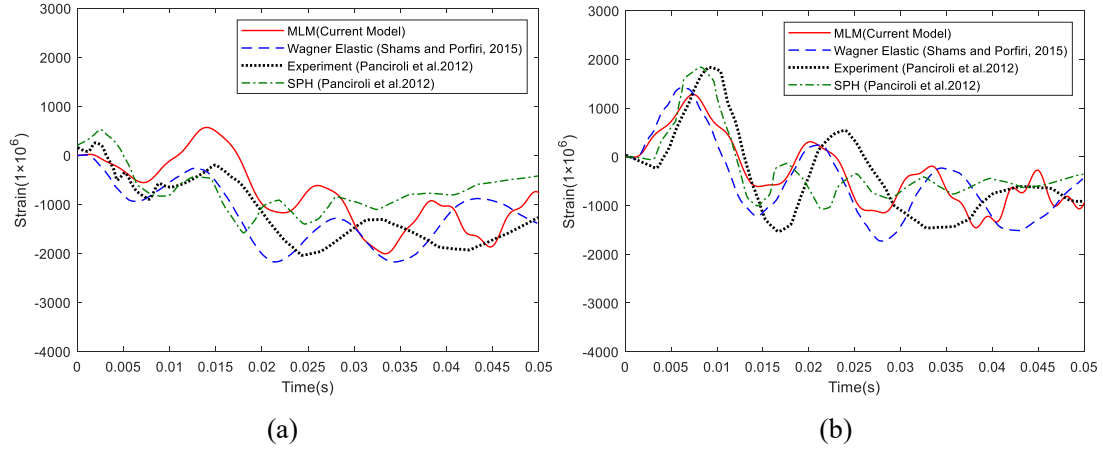 3000
2000
1000
0
-1000
-2000
-3000
-4000
Strain(1×10⁶)
MLM(Current Model)
Wagner Elastic (Shams and Porfiri, 2015)
Experiment (Panciroli et al.2012)
SPH (Panciroli et al.2012)
0 0.005 0.01 0.015 0.02 0.025 0.03 0.035 0.04 0.045 0.05
Time(s)
(a)
3000
2000
1000
0
-1000
-2000
-3000
-4000
Strain(1×10⁶)
MLM(Current Model)
Wagner Elastic (Shams and Porfiri, 2015)
Experiment (Panciroli et al.2012)
SPH (Panciroli et al.2012)
0 0.005 0.01 0.015 0.02 0.025 0.03 0.035 0.04 0.045 0.05
Time(s)
(b)